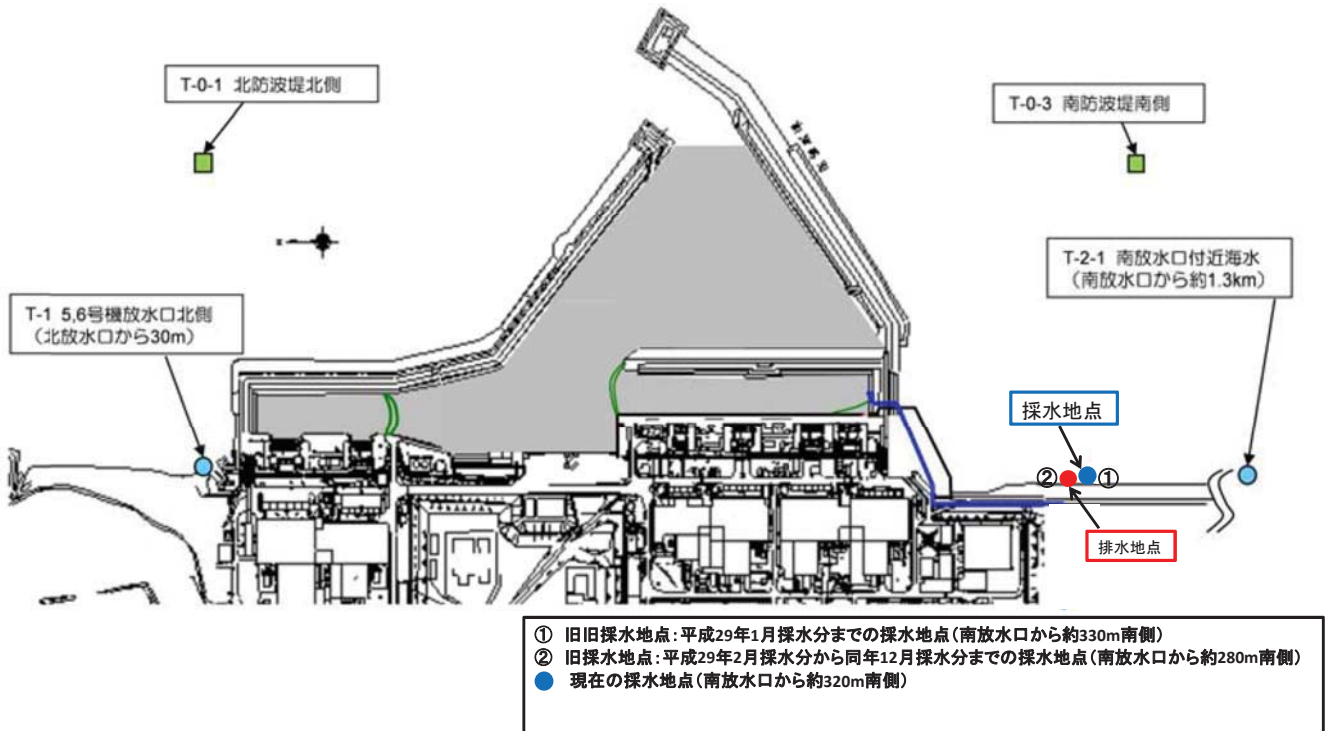 T-0-1 北防波堤北側
T-0-3 南防波堤南側
T-2-1 南放水口付近海水
（南放水口から約1.3km）
T-1 5,6号機放水口北側
（北放水口から30m）
採水地点
② ①
排水地点
① 旧旧採水地点：平成29年1月採水分までの採水地点（南放水口から約330m南側）
② 旧採水地点：平成29年2月採水分から同年12月採水分までの採水地点（南放水口から約280m南側）
現在の採水地点（南放水口から約320m南側）